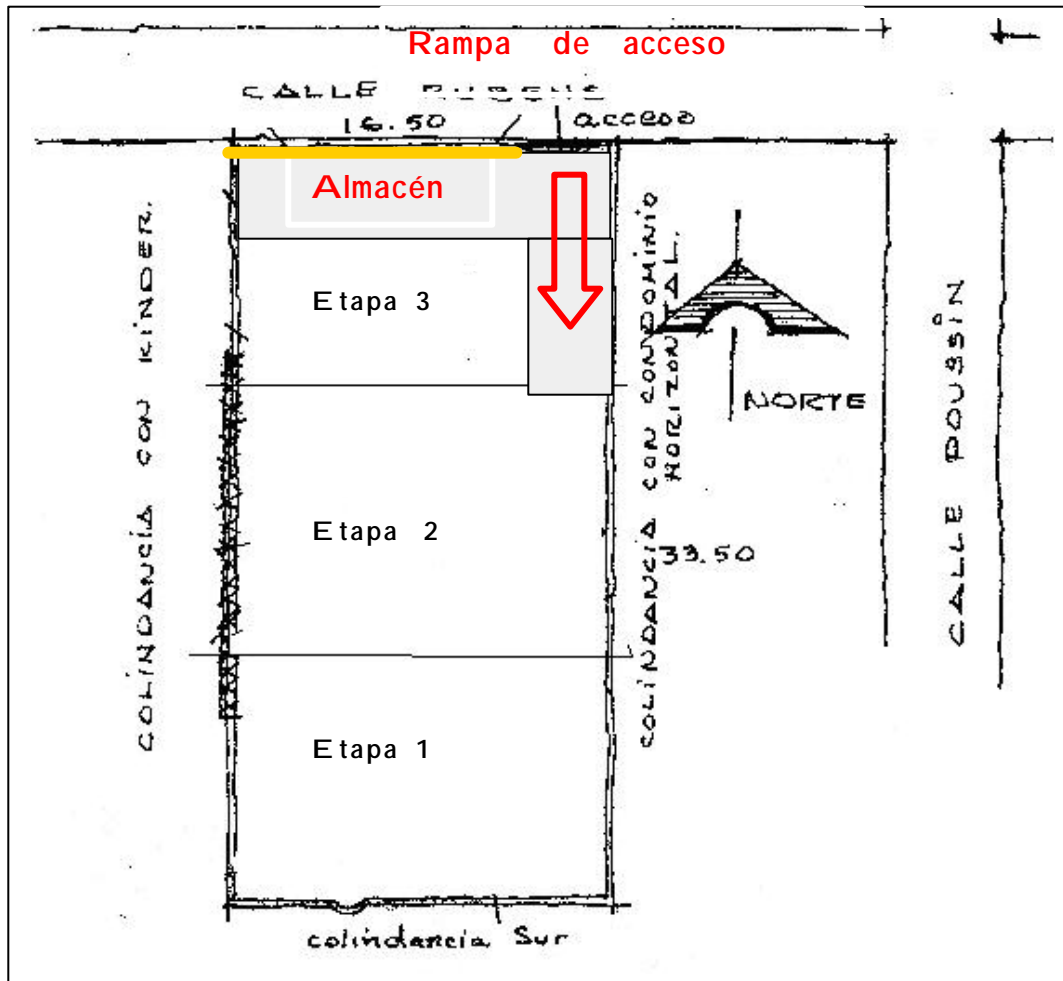 Rampa de acceso
CALLE RUBENS
16.50
acceso
Almacén
Etapa 3
Etapa 2
Etapa 1
COLINDANCIA CON KINDER.
COLINDANCIA CON CONDOMINIO
HORIZONTAL.
33.50
NORTE
CALLE POUSSIN
colindancia Sur